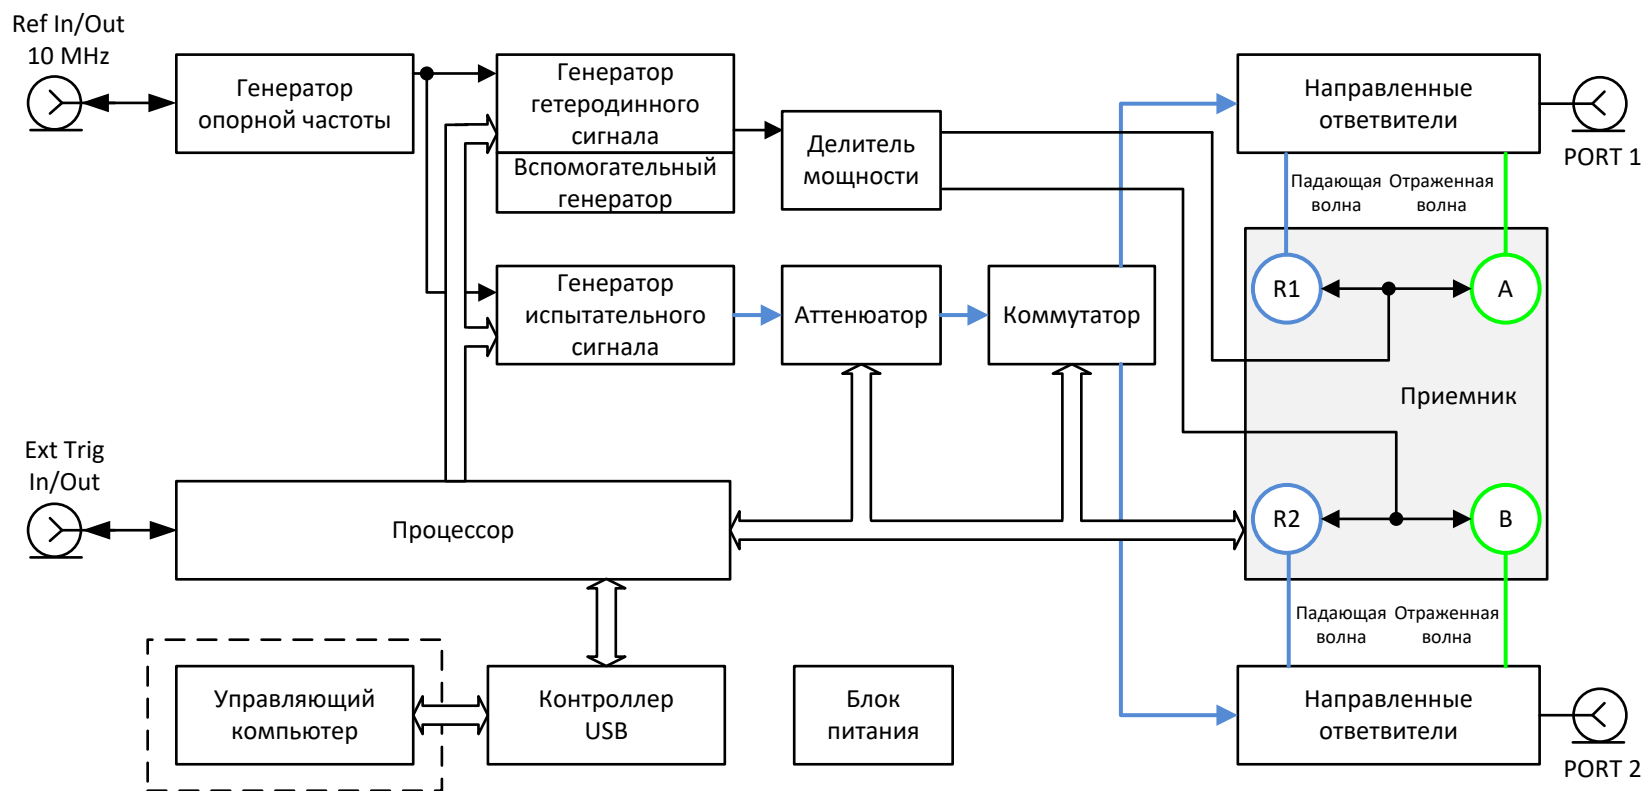 Ref In/Out
10 MHz
Генератор
опорной частоты
Генератор
гетеродинного
сигнала
Вспомогательный
генератор
Делитель
мощности
Направленные
ответвители
PORT 1
Падающая
волна
Отраженная
волна
Генератор
испытательного
сигнала
Аттенюатор
Коммутатор
R1
A
Приемник
Ext Trig
In/Out
Процессор
R2
B
Падающая
волна
Отраженная
волна
Управляющий
компьютер
Контроллер
USB
Блок
питания
Направленные
ответвители
PORT 2